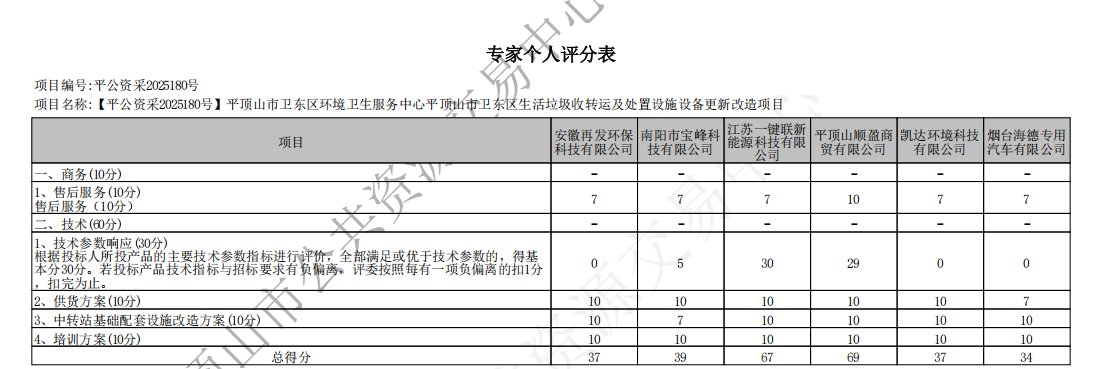 专家个人评分表
项目编号:平公资采2025180号
项目名称:【平公资采2025180号】平顶山市卫东区环境卫生服务中心平顶山市卫东区生活垃圾收转运及处置设施设备更新改造项目
项目 安徽再发环保科技有限公司 南阳市宝峰科技有限公司 江苏一键联新能源科技有限公司 平顶山顺盈商贸有限公司 凯达环境科技有限公司 烟台海德专用汽车有限公司
一、商务(10分) - - - - - -
1、售后服务(10分)
售后服务（10分） 7 7 7 10 7 7
二、技术(60分) - - - - - -
1、技术参数响应(30分)
根据投标人所投产品的主要技术参数指标进行评价，全部满足或优于技术参数的，得基
本分30分。若投标产品技术指标与招标要求有负偏离，评委按照每有一项负偏离的扣1分
，扣完为止。 0 5 30 29 0 0
2、供货方案(10分) 10 10 10 10 10 7
3、中转站基础配套设施改造方案(10分) 10 7 10 10 10 10
4、培训方案(10分) 10 10 10 10 10 10
总得分 37 39 67 69 37 34
顶山市公共资源交易中心
资源交易中心